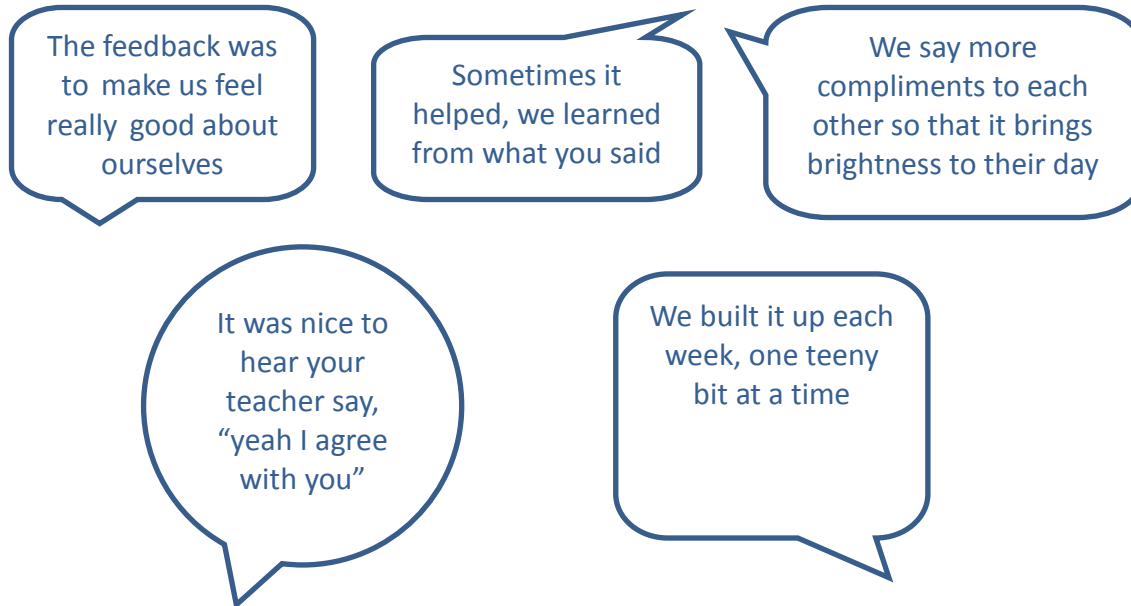 The feedback was
to make us feel
really good about
ourselves
Sometimes it
helped, we learned
from what you said
We say more
compliments to each
other so that it brings
brightness to their day
It was nice to
hear your
teacher say,
“yeah I agree
with you”
We built it up each
week, one teeny
bit at a time